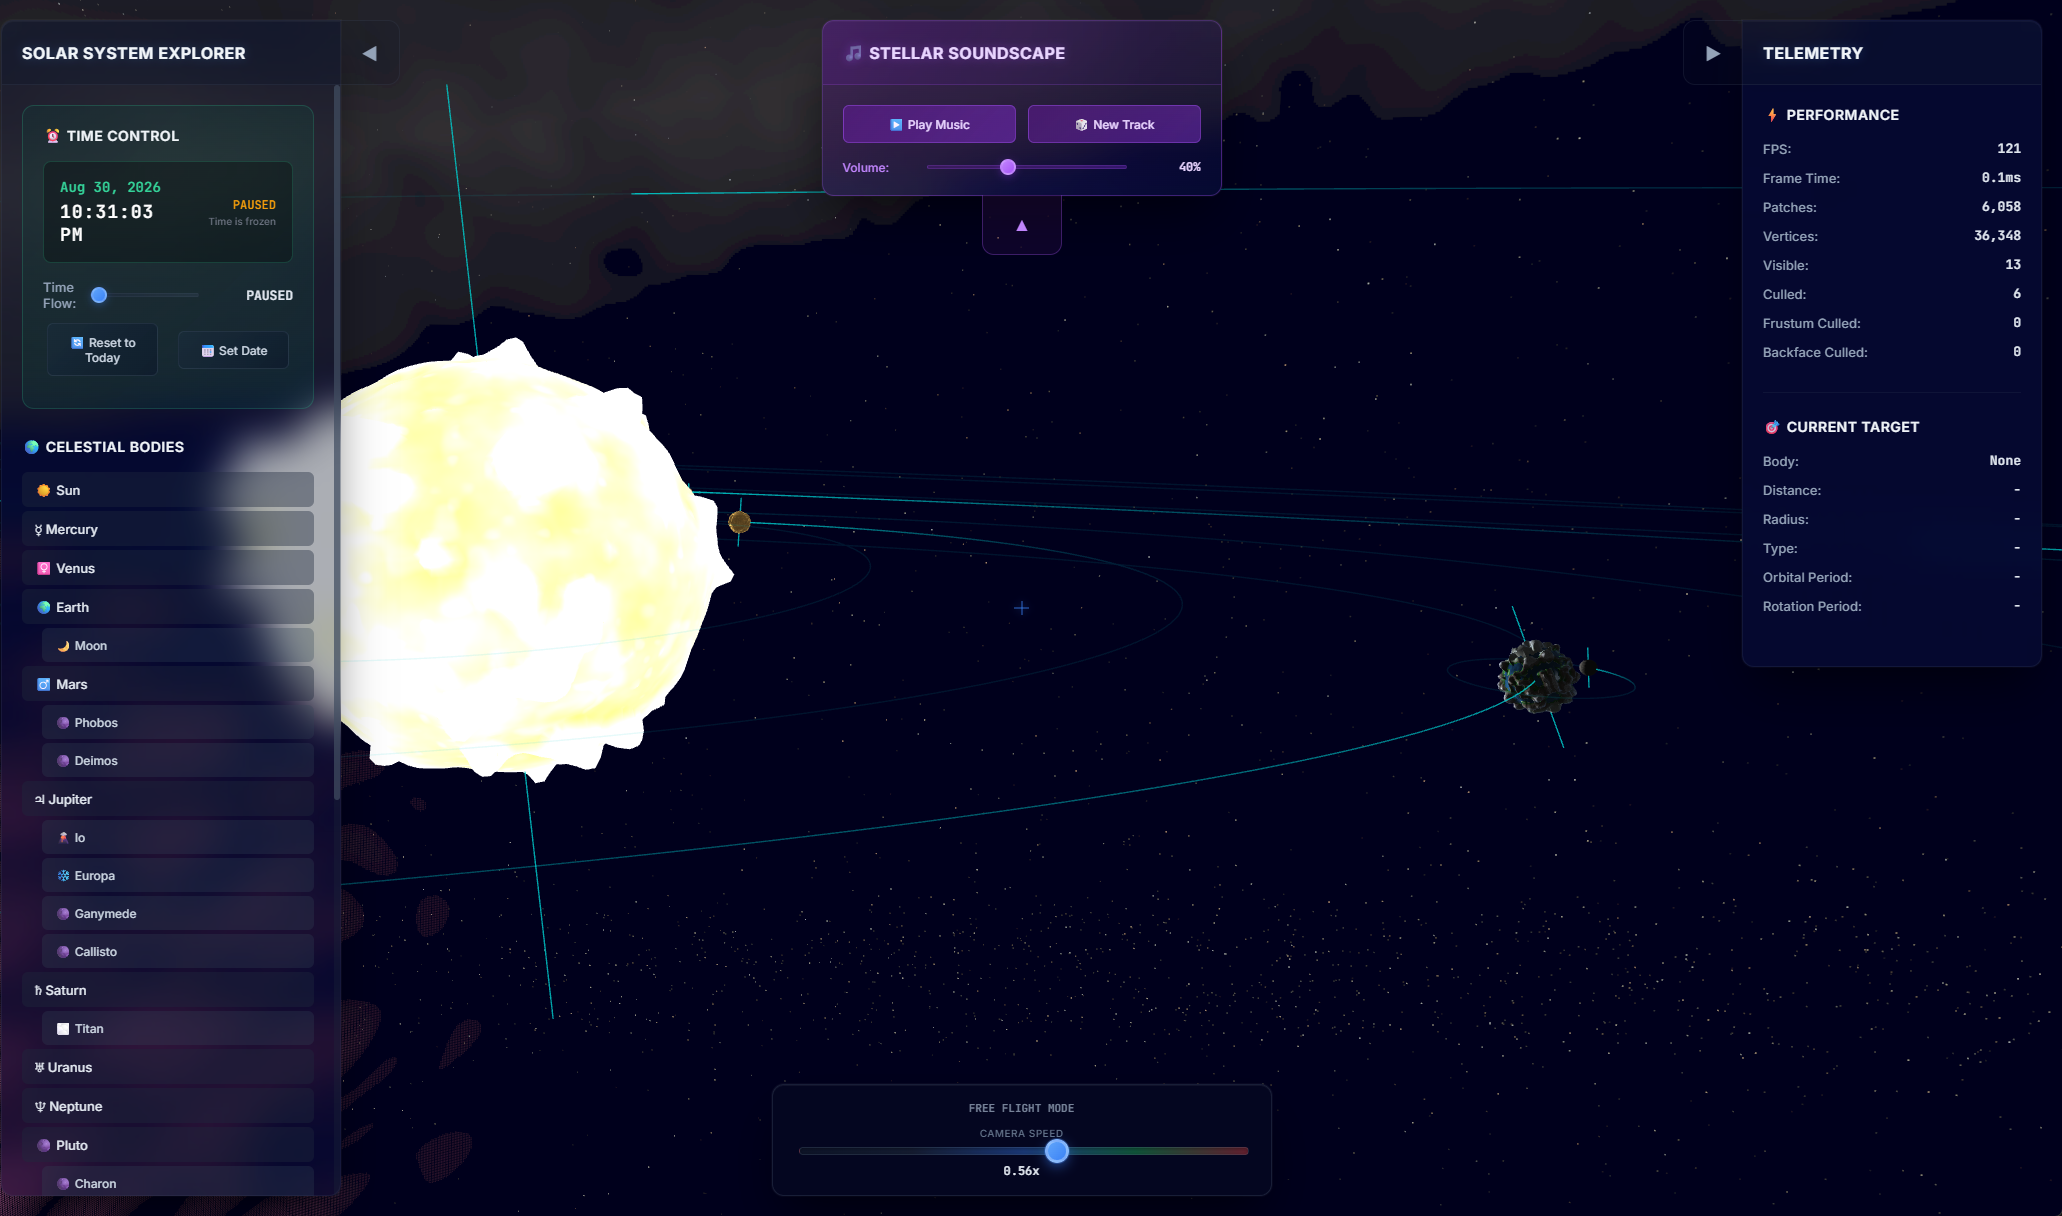 SOLAR SYSTEM EXPLORER
TIME CONTROL
Aug 30, 2026
10:31:03
PM
PAUSED
Time is frozen
Time
Flow:
PAUSED
Reset to
Today
Set Date
CELESTIAL BODIES
Sun
☿ Mercury
Venus
Earth
Moon
Mars
Phobos
Deimos
♃ Jupiter
Io
Europa
Ganymede
Callisto
♄ Saturn
Titan
♅ Uranus
♆ Neptune
Pluto
Charon
STELLAR SOUNDSCAPE
Play Music
New Track
Volume:
40%
FREE FLIGHT MODE
CAMERA SPEED
0.56x
TELEMETRY
PERFORMANCE
FPS: 121
Frame Time: 0.1ms
Patches: 6,058
Vertices: 36,348
Visible: 13
Culled: 6
Frustum Culled: 0
Backface Culled: 0
CURRENT TARGET
Body: None
Distance: -
Radius: -
Type: -
Orbital Period: -
Rotation Period: -